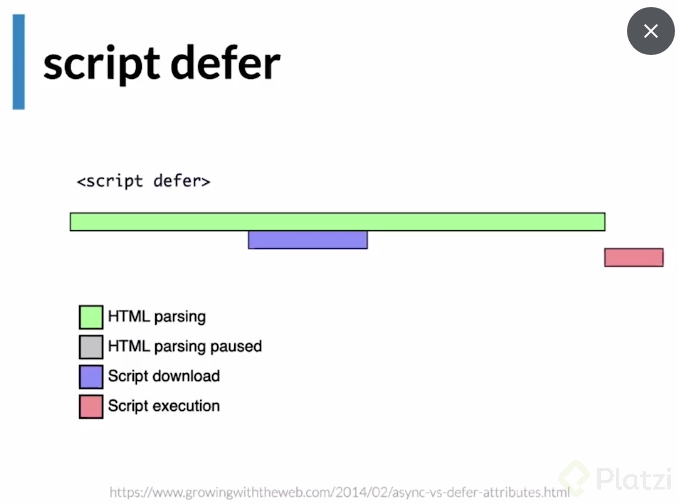 script defer
<script defer>
HTML parsing
HTML parsing paused
Script download
Script execution
https://www.growingwiththeweb.com/2014/02/async-vs-defer-attributes.html
Platzi